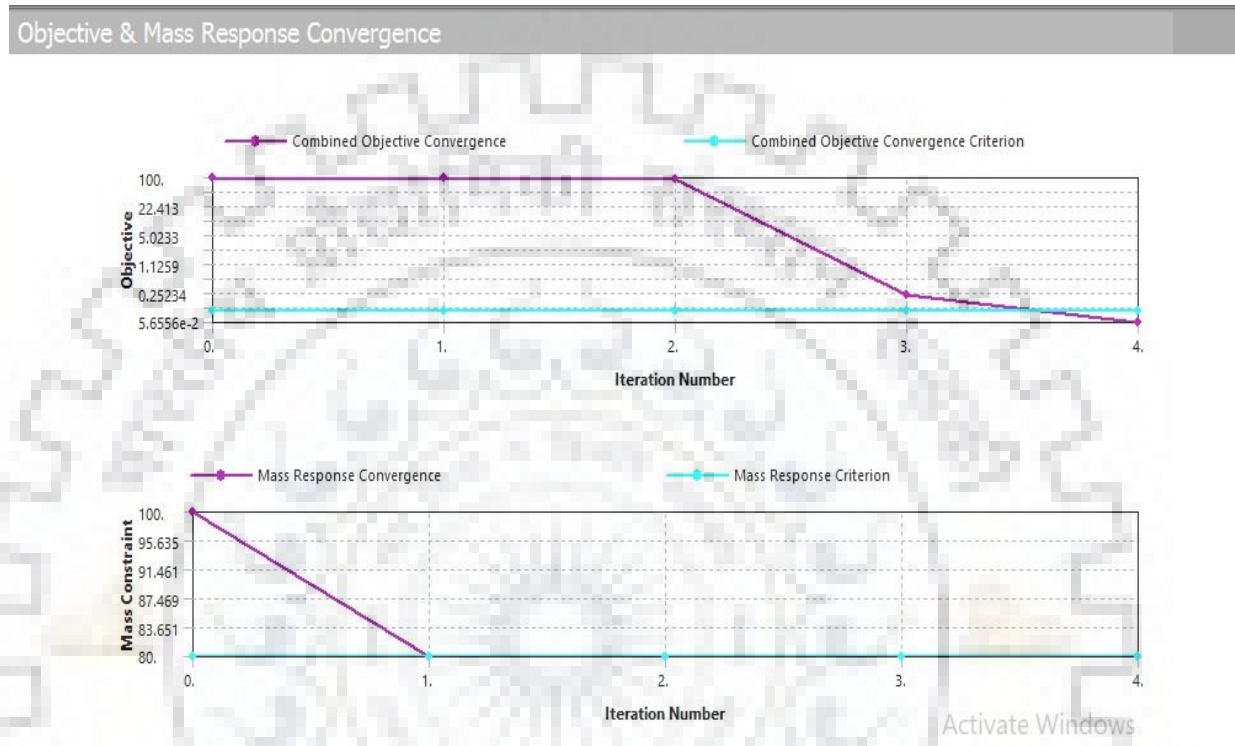 Objective & Mass Response Convergence
Combined Objective Convergence Combined Objective Convergence Criterion
Objective
100.
22.413
5.0233
1.1259
0.25234
5.6556e-2
0. 1. 2. 3. 4.
Iteration Number
Mass Response Convergence Mass Response Criterion
Mass Constraint
100.
95.635
91.461
87.469
83.651
80.
0. 1. 2. 3. 4.
Iteration Number
Activate Windows